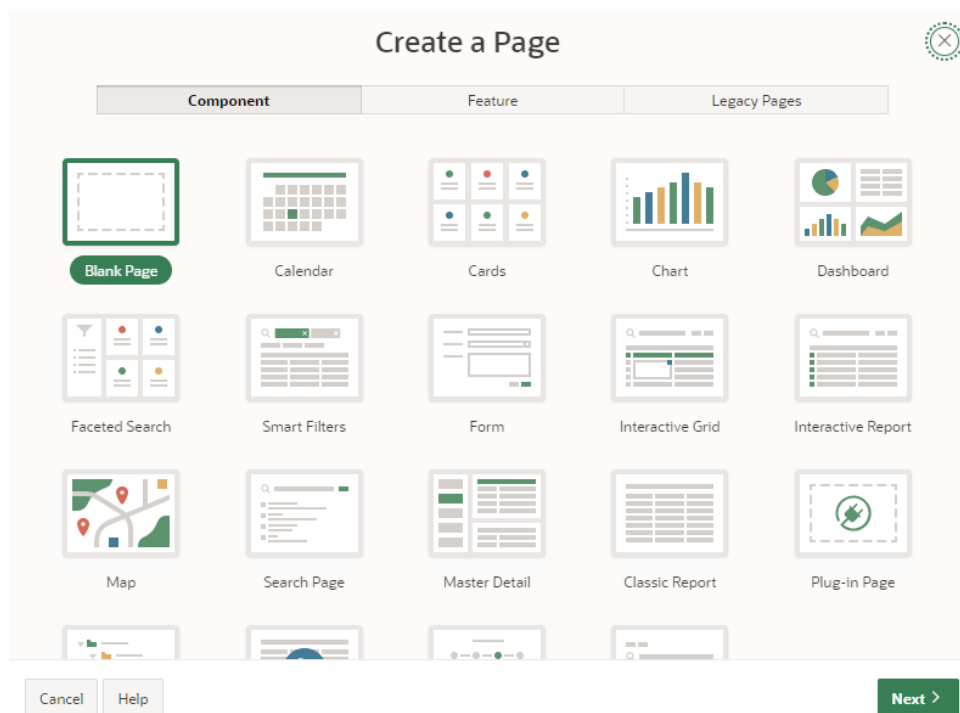 Create a Page
Component Feature Legacy Pages
Blank Page Calendar Cards Chart Dashboard
Faceted Search Smart Filters Form Interactive Grid Interactive Report
Map Search Page Master Detail Classic Report Plug-in Page
Cancel Help Next